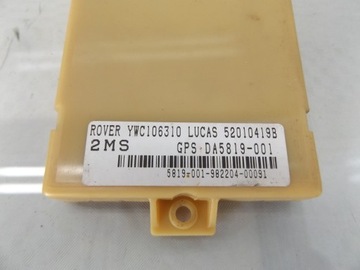 ROVER YWC106310 LUCAS 52010419B
2MS GPS DA5819-001
5819=001-982204-00091